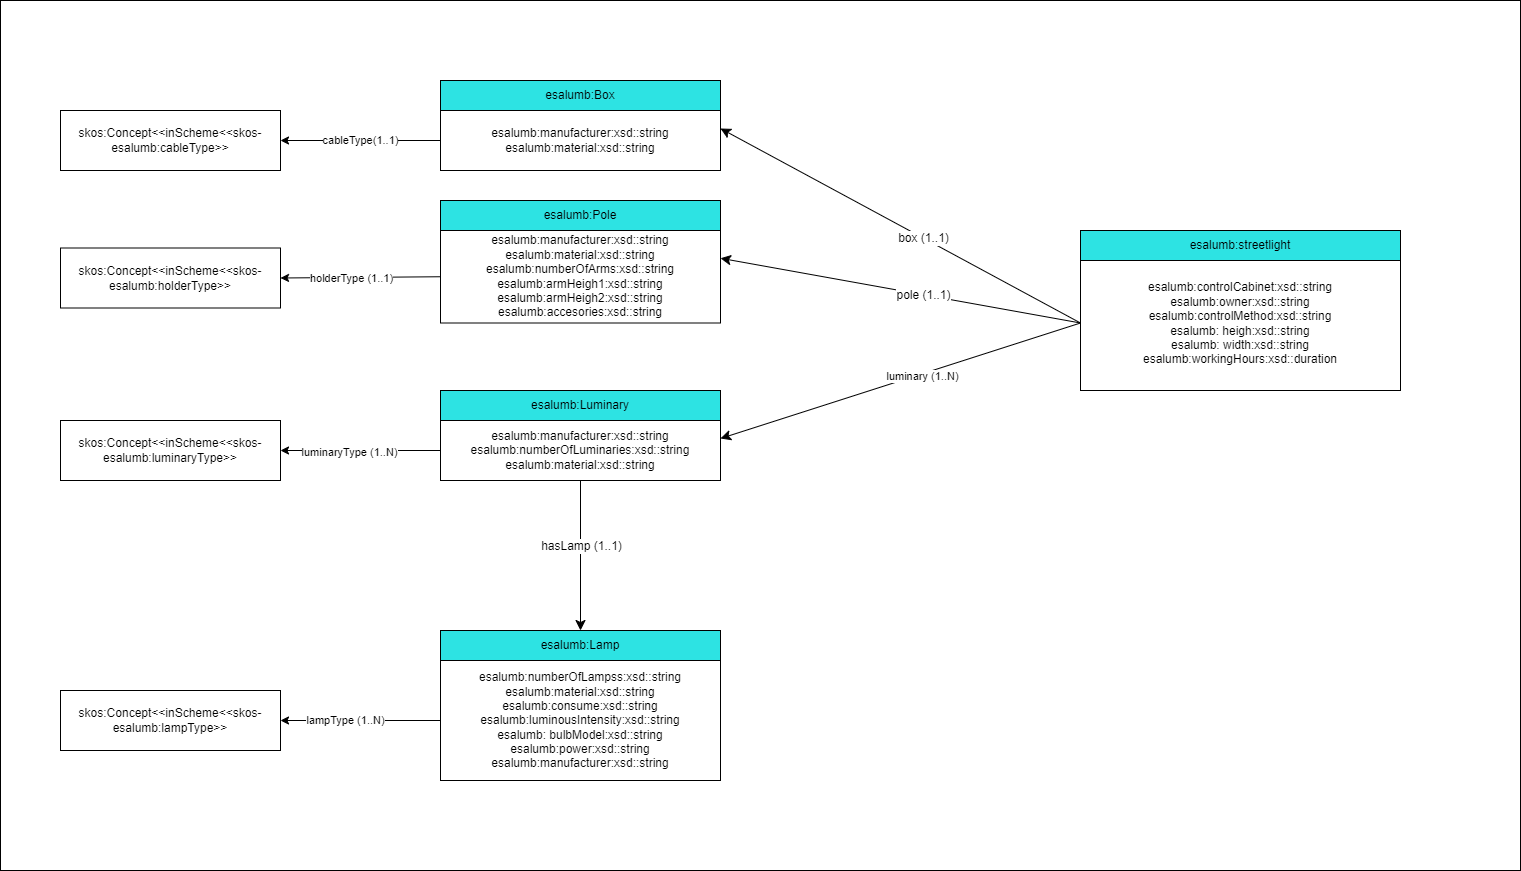 esalumb:Box
esalumb:manufacturer:xsd::string
esalumb:material:xsd::string
cableType(1..1)
skos:Concept<<inScheme<<skos-
esalumb:cableType>>
esalumb:Pole
esalumb:manufacturer:xsd::string
esalumb:material:xsd::string
esalumb:numberOfArms:xsd::string
esalumb:armHeigh1:xsd::string
esalumb:armHeigh2:xsd::string
esalumb:accesories:xsd::string
holderType (1..1)
skos:Concept<<inScheme<<skos-
esalumb:holderType>>
box (1..1)
pole (1..1)
luminary (1..N)
esalumb:streetlight
esalumb:controlCabinet:xsd::string
esalumb:owner:xsd::string
esalumb:controlMethod:xsd::string
esalumb: heigh:xsd::string
esalumb: width:xsd::string
esalumb:workingHours:xsd::duration
esalumb:Luminary
esalumb:manufacturer:xsd::string
esalumb:numberOfLuminaries:xsd::string
esalumb:material:xsd::string
luminaryType (1..N)
skos:Concept<<inScheme<<skos-
esalumb:luminaryType>>
hasLamp (1..1)
esalumb:Lamp
esalumb:numberOfLampss:xsd::string
esalumb:material:xsd::string
esalumb:consume:xsd::string
esalumb:luminousIntensity:xsd::string
esalumb: bulbModel:xsd::string
esalumb:power:xsd::string
esalumb:manufacturer:xsd::string
lampType (1..N)
skos:Concept<<inScheme<<skos-
esalumb:lampType>>